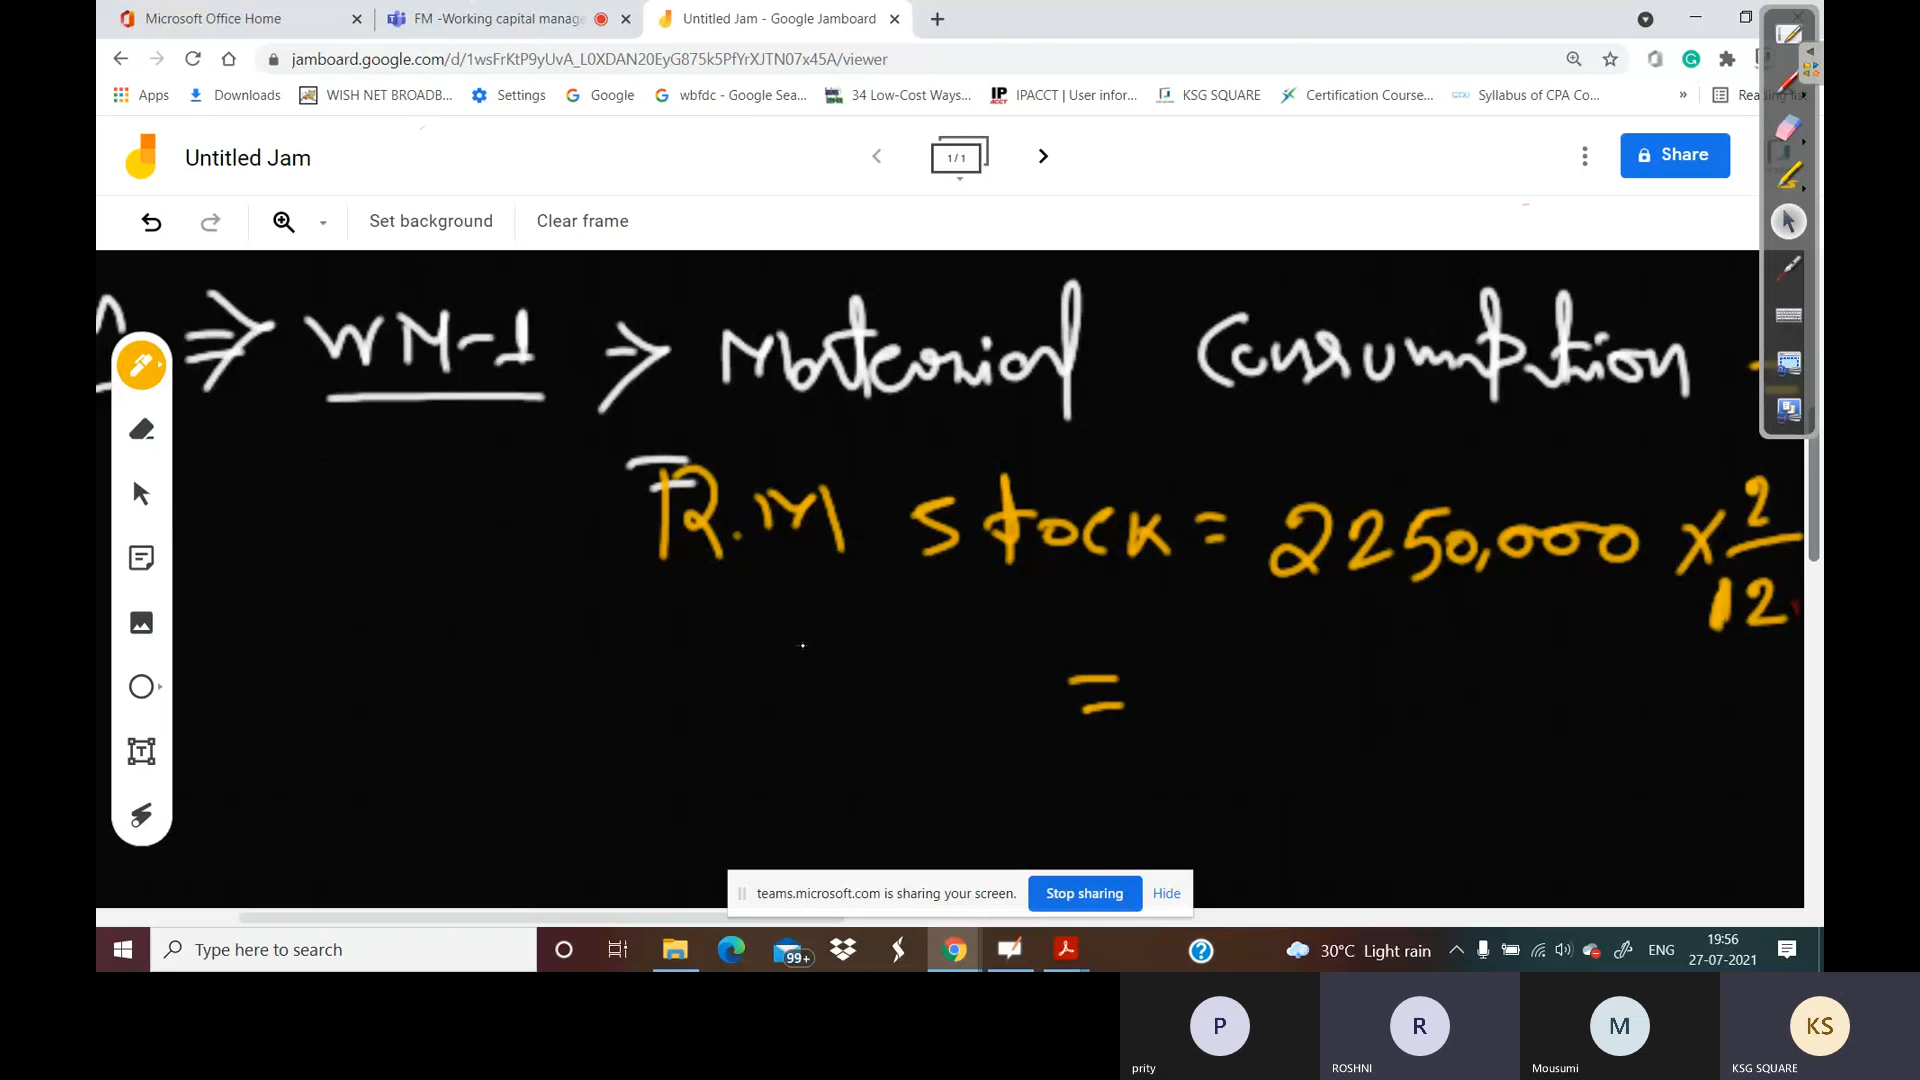 Microsoft Office Home
FM -Working capital manage
Untitled Jam - Google Jamboard
jamboard.google.com/d/1wsFrKtP9yUvA_L0XDAN20EyG875k5PfYrXJTN07x45A/viewer
Apps
Downloads
WISH NET BROADB...
Settings
Google
wbfdc - Google Sea...
34 Low-Cost Ways...
IP ACCT
IPACCT | User infor...
KSG SQUARE
Certification Course...
Syllabus of CPA Co...
»
Untitled Jam
1 / 1
Share
Set background
Clear frame
⇒ WN-1 → Material Consumption =
R.M Stock = 2250,000 × 2/12
=
teams.microsoft.com is sharing your screen.
Stop sharing
Hide
Type here to search
99+
30°C Light rain
ENG
19:56
27-07-2021
P
R
M
KS
prity
ROSHNI
Mousumi
KSG SQUARE